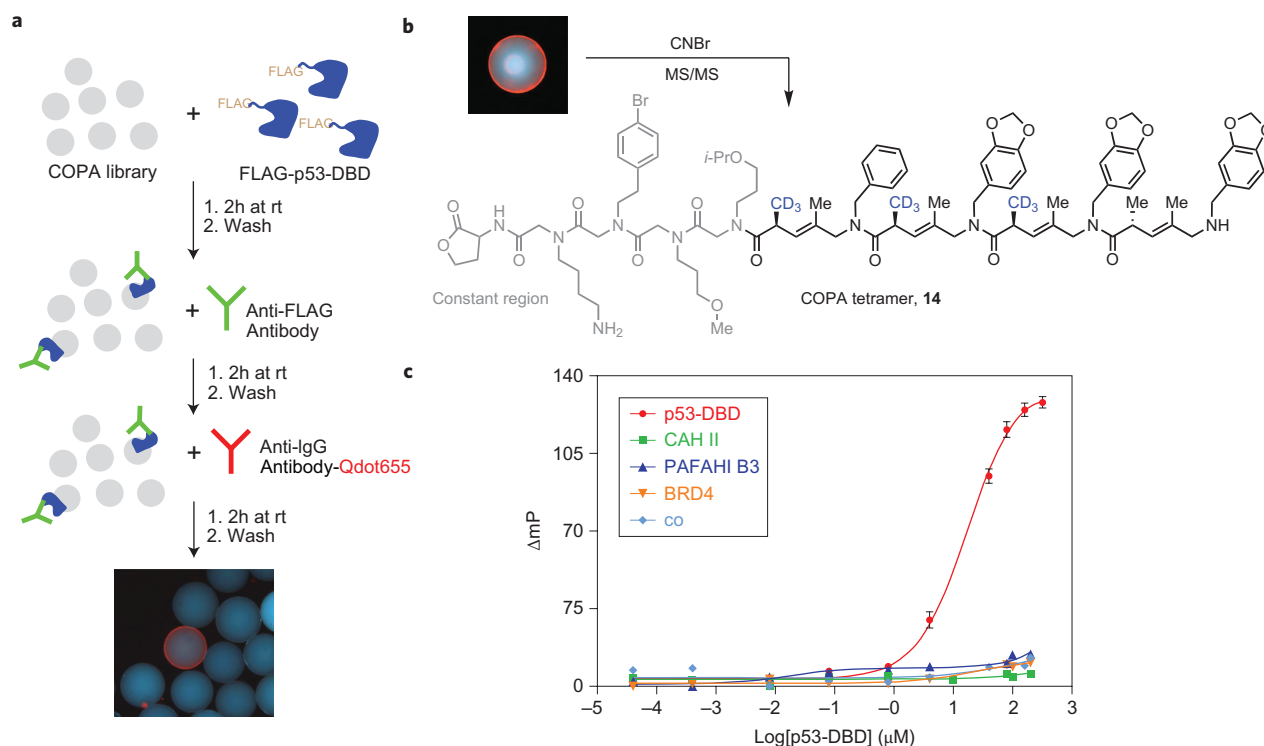 a
FLAG
FLAG
FLAG
COPA library
+
FLAG-p53-DBD
1. 2h at rt
2. Wash
+
Anti-FLAG
Antibody
1. 2h at rt
2. Wash
+
Anti-IgG
Antibody-Qdot655
1. 2h at rt
2. Wash
b
CNBr
MS/MS
Br
i-PrO
O
O
O
O
O
O
O
H
N
O
O
O
N
N
N
N
CD3
Me
N
CD3
Me
N
CD3
Me
N
Me
Me
NH
O
O
O
O
O
O
O
O
Me
NH2
Constant region
COPA tetramer, 14
c
140
105
70
75
0
ΔmP
p53-DBD
CAH II
PAFAHI B3
BRD4
co
–5
–4
–3
–2
–1
–0
1
2
3
Log[p53-DBD] (μM)